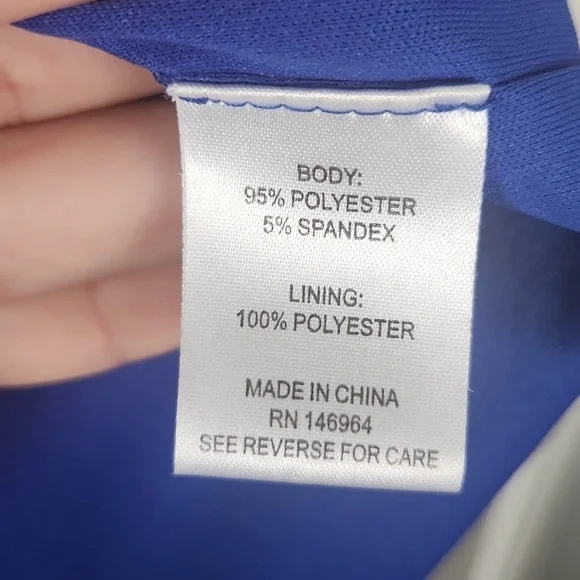 BODY:
95% POLYESTER
5% SPANDEX
LINING:
100% POLYESTER
MADE IN CHINA
RN 146964
SEE REVERSE FOR CARE